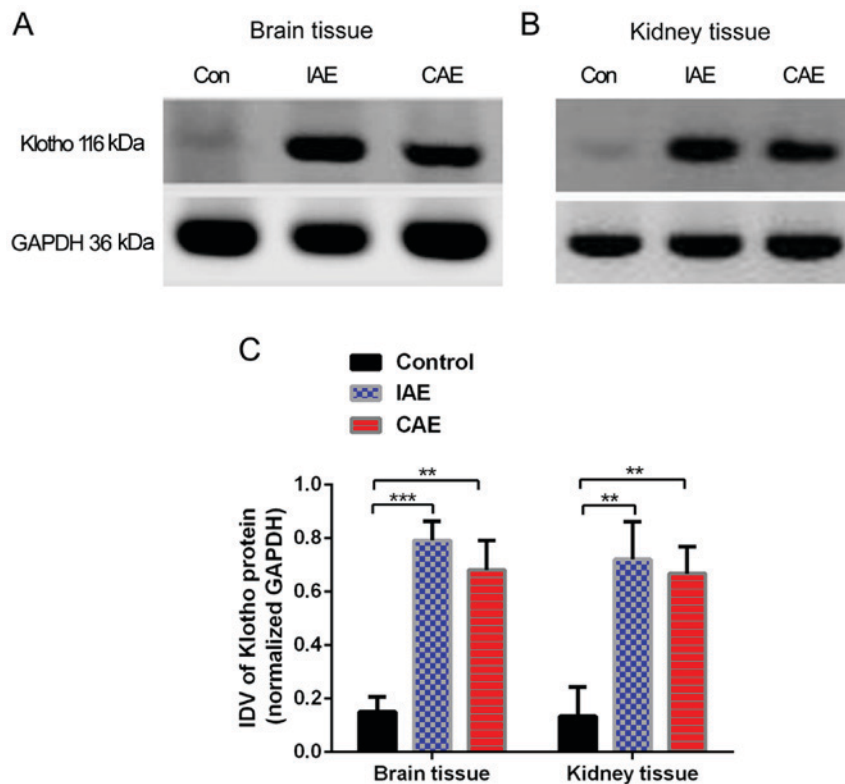 A
Brain tissue
Con IAE CAE
Klotho 116 kDa
GAPDH 36 kDa
B
Kidney tissue
Con IAE CAE
C
Control
IAE
CAE
IDV of Klotho protein
(normalized GAPDH)
1.0
0.8
0.6
0.4
0.2
0.0
**
***
**
**
Brain tissue
Kidney tissue